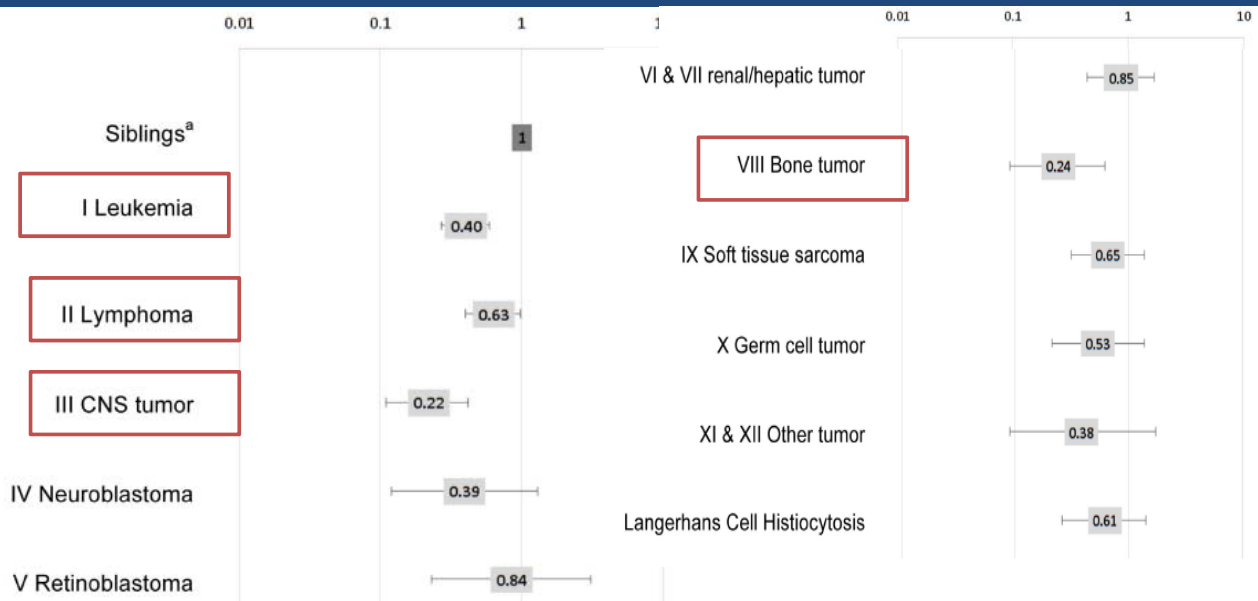 0.01 0.1 1 1
Siblingsª 1
I Leukemia 0.40
II Lymphoma 0.63
III CNS tumor 0.22
IV Neuroblastoma 0.39
V Retinoblastoma 0.84
0.01 0.1 1 10
VI & VII renal/hepatic tumor 0.85
VIII Bone tumor 0.24
IX Soft tissue sarcoma 0.65
X Germ cell tumor 0.53
XI & XII Other tumor 0.38
Langerhans Cell Histiocytosis 0.61